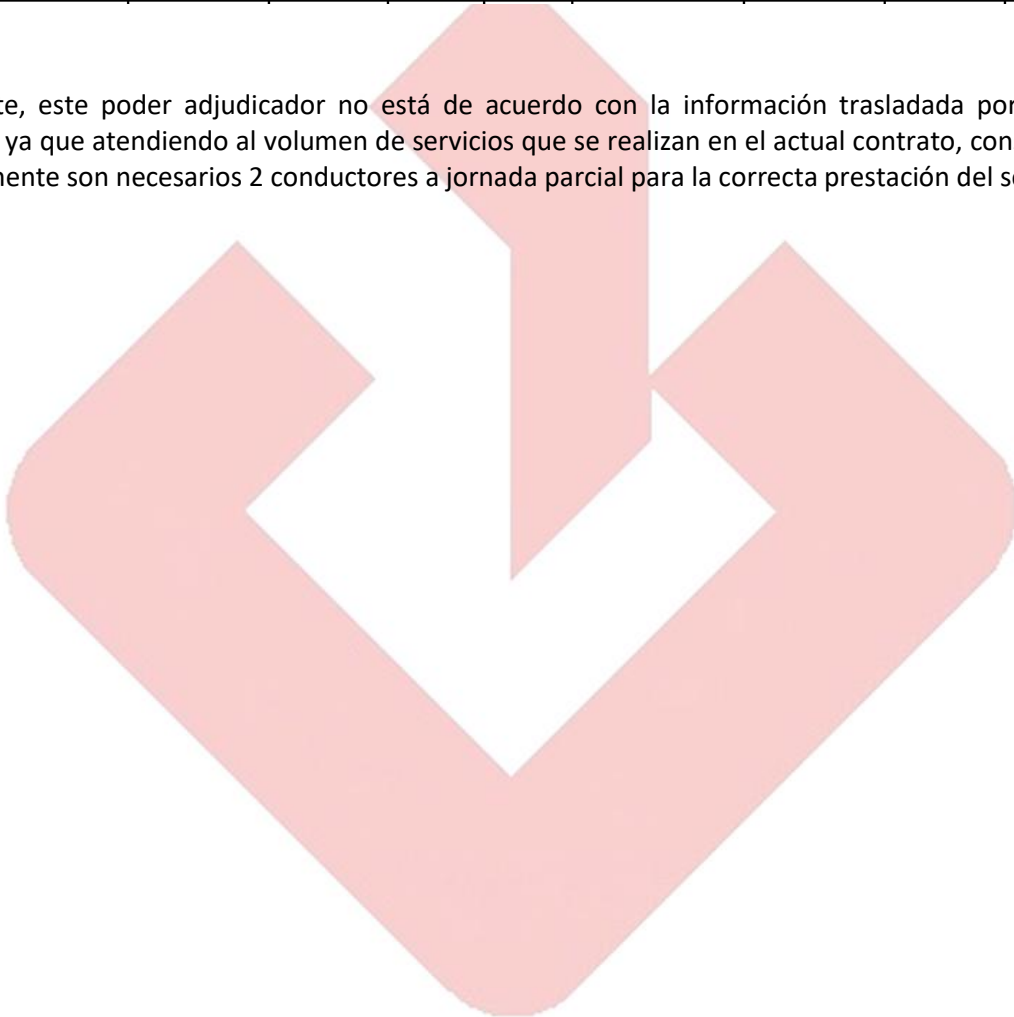 te, este poder adjudicador no está de acuerdo con la información trasladada por
ya que atendiendo al volumen de servicios que se realizan en el actual contrato, con
mente son necesarios 2 conductores a jornada parcial para la correcta prestación del s